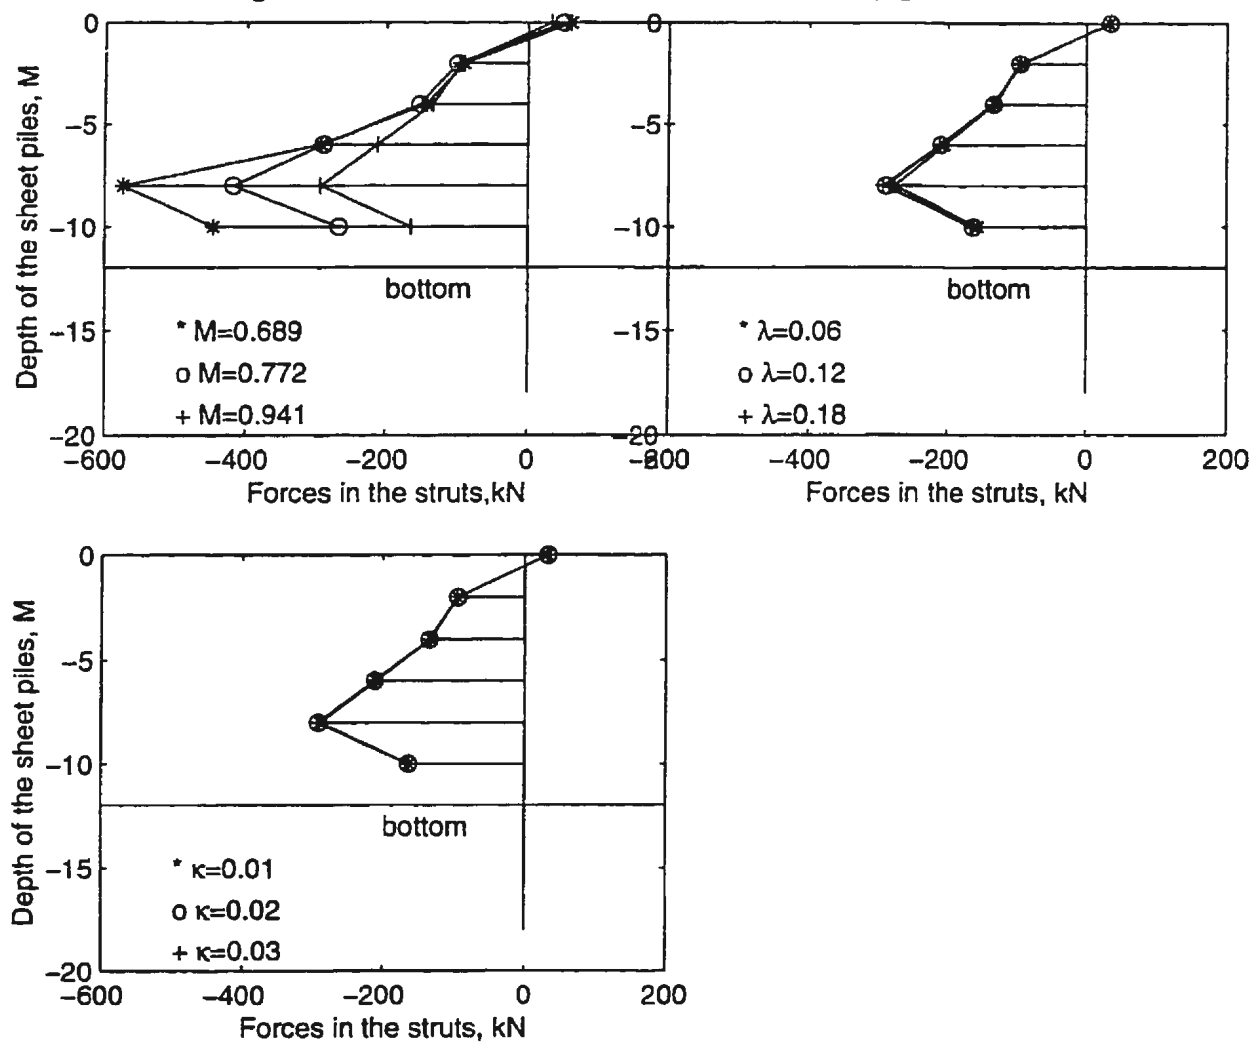 0
-5
-10
-15
-20
Depth of the sheet piles, M
bottom
* M=0.689
o M=0.772
+ M=0.941
-600 -400 -200 0
Forces in the struts,kN
0
-5
-10
-15
-20
bottom
* λ=0.06
o λ=0.12
+ λ=0.18
-400 -200 0 200
Forces in the struts, kN
0
-5
-10
-15
-20
Depth of the sheet piles, M
bottom
* κ=0.01
o κ=0.02
+ κ=0.03
-600 -400 -200 0 200
Forces in the struts, kN